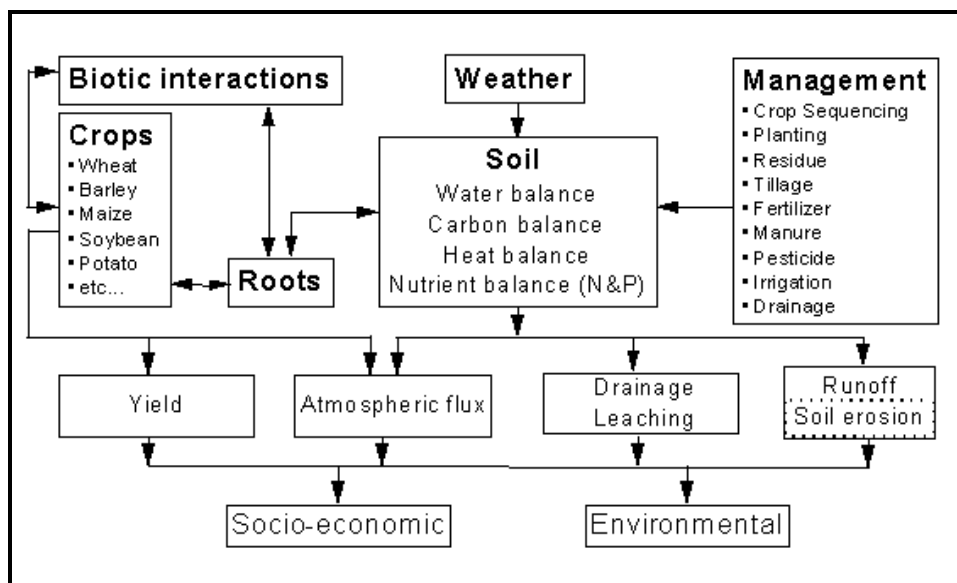 Biotic interactions
Weather
Management
▪ Crop Sequencing
▪ Planting
▪ Residue
▪ Tillage
▪ Fertilizer
▪ Manure
▪ Pesticide
▪ Irrigation
▪ Drainage
Crops
▪ Wheat
▪ Barley
▪ Maize
▪ Soybean
▪ Potato
▪ etc...
Soil
Water balance
Carbon balance
Heat balance
Nutrient balance (N&P)
Roots
Yield
Atmospheric flux
Drainage
Leaching
Runoff
Soil erosion
Socio-economic
Environmental